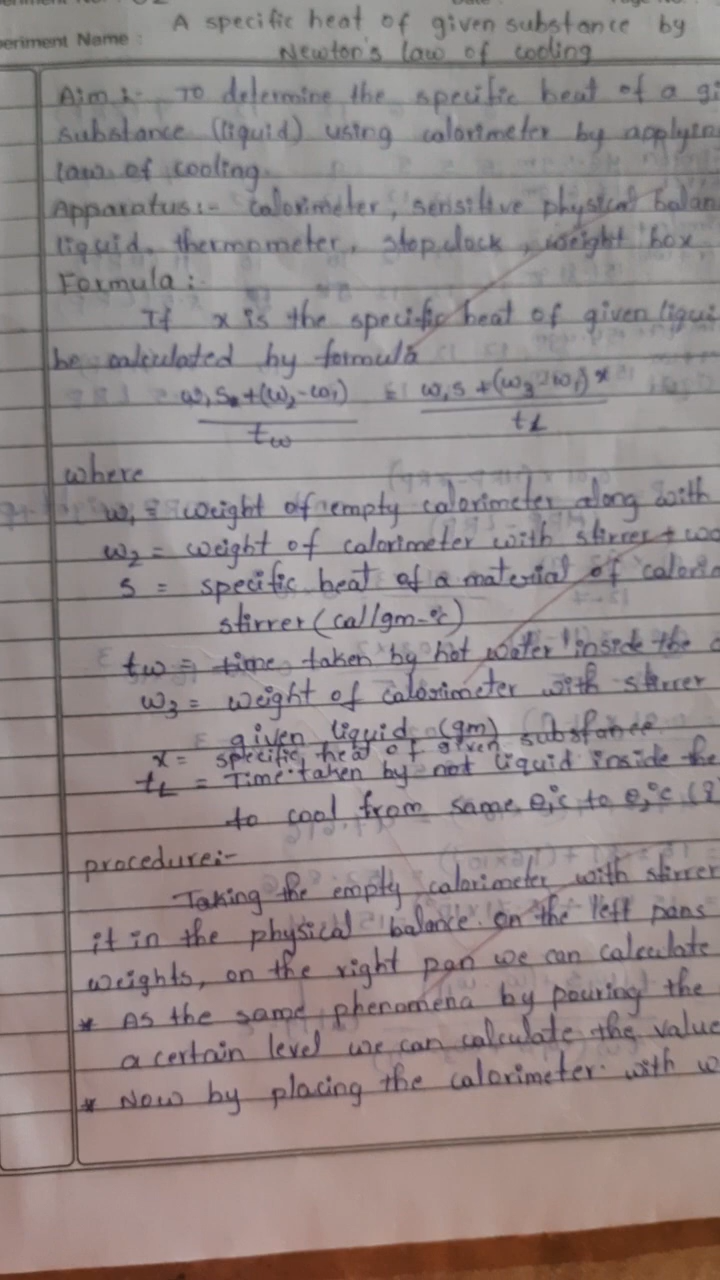 A specific heat of given substance by
eriment Name : Newton's law of cooling
Aim :- To determine the specific heat of a gi
substance (liquid) using calorimeter by applyin
law of cooling.
Apparatus :- calorimeter, sensitive physical balan
liquid, thermometer, stop clock, weight box
Formula :
If x is the specific heat of given liqui
be calculated by formula
w₁s +(w₂-w₁) / tw = w₁s +(w₃-w₁)x / tL
where
w₁ = weight of empty calorimeter along with
w₂ = weight of calorimeter with stirrer + wa
s = specific heat of a material of calori
stirrer (cal/gm-°c)
tw = time taken by hot water inside the c
w₃ = weight of calorimeter with stirrer
given liquid (gm)
x = specific heat of given substance
tL = Time taken by hot liquid inside the
to cool from same θ,°c to θ,°c
procedure:-
Taking the empty calorimeter with stirrer
it in the physical balance on the left pans
weights, on the right pan we can calculate
* As the same phenomena by pouring the
a certain level we can calculate the value
* Now by placing the calorimeter with w